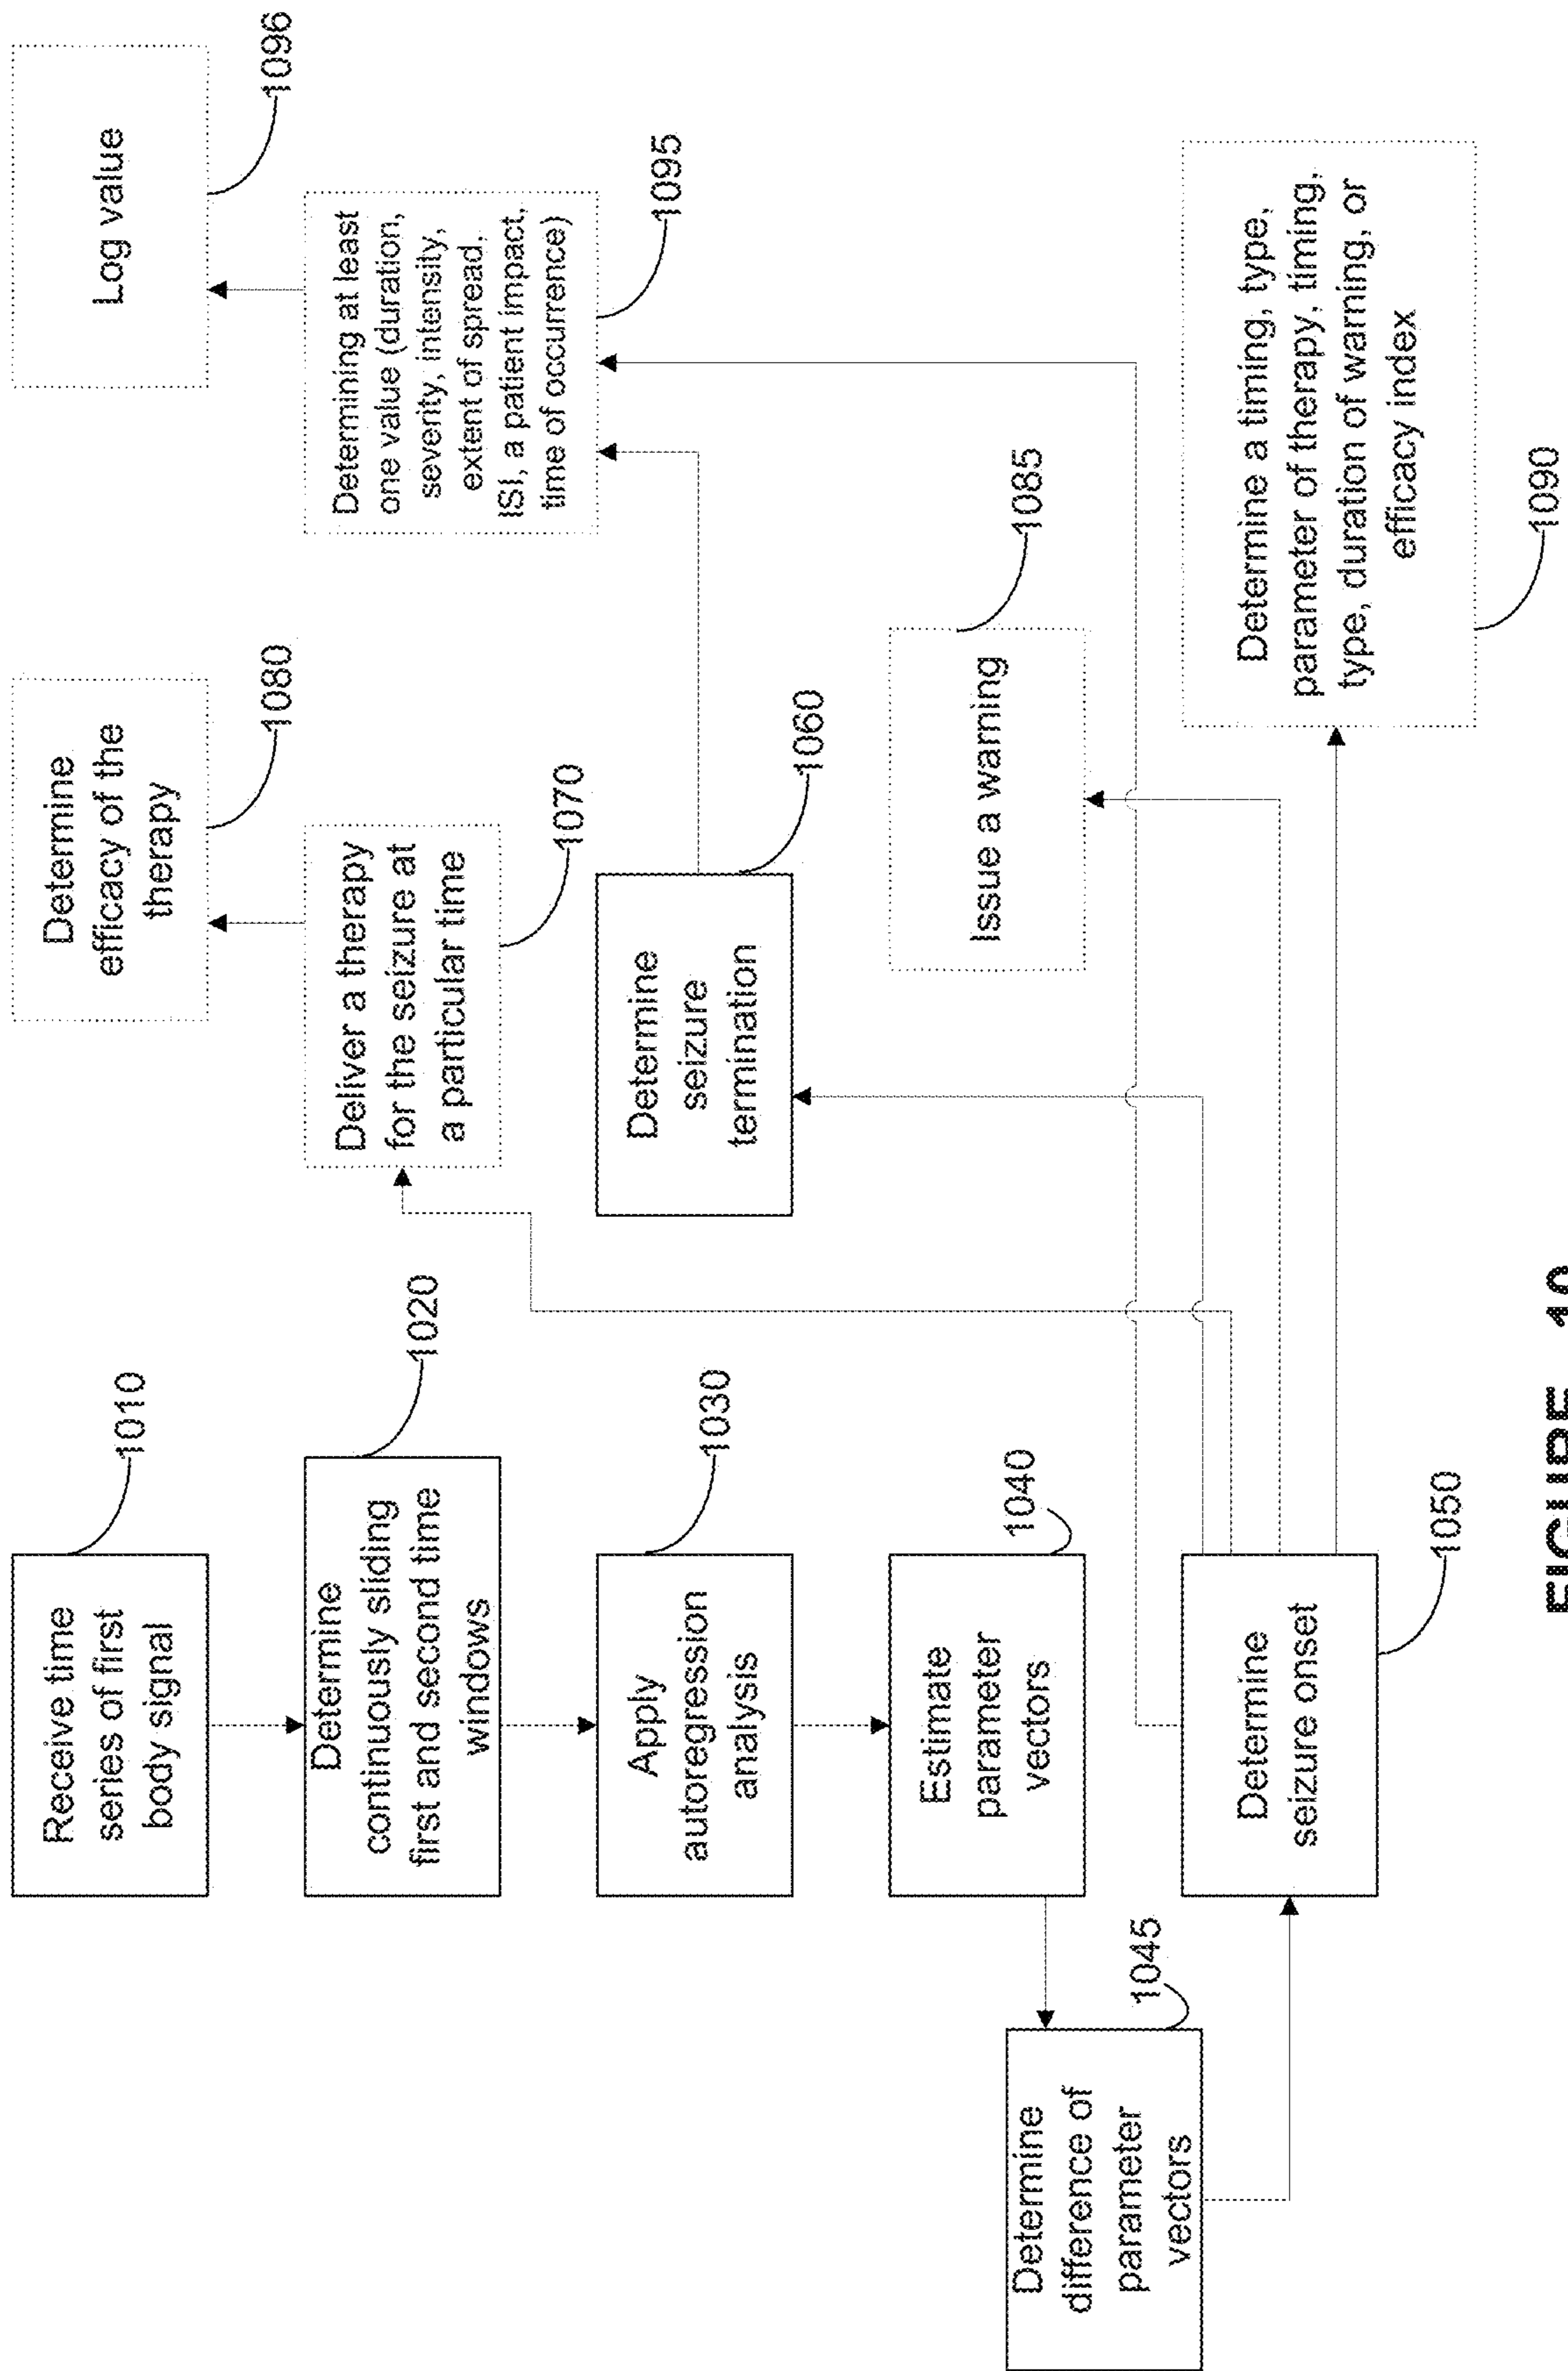 Receive time
series of first
body signal
1010
Determine
continuously sliding
first and second time
windows
1020
Apply
autoregression
analysis
1030
Estimate
parameter
vectors
1040
Determine
difference of
parameter
vectors
1045
Determine
seizure onset
1050
Determine
seizure
termination
1060
Deliver a therapy
for the seizure at
a particular time
1070
Determine
efficacy of the
therapy
1080
Issue a warning
1085
Determine a timing, type,
parameter of therapy, timing,
type, duration of warning, or
efficacy index
1090
Determining at least
one value (duration,
severity, intensity,
extent of spread,
ISI, a patient impact,
time of occurrence)
1095
Log value
1096
FIGURE 10